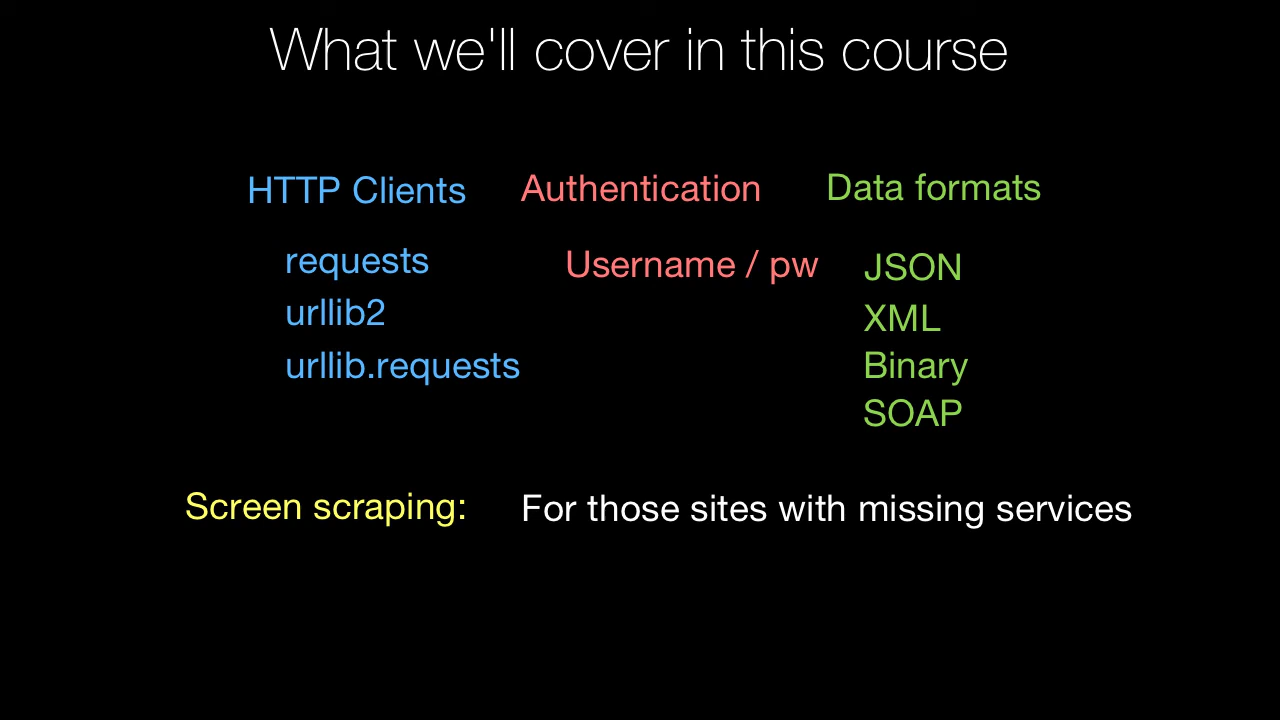 What we'll cover in this course
HTTP Clients
requests
urllib2
urllib.requests
Authentication
Username / pw
Data formats
JSON
XML
Binary
SOAP
Screen scraping: For those sites with missing services